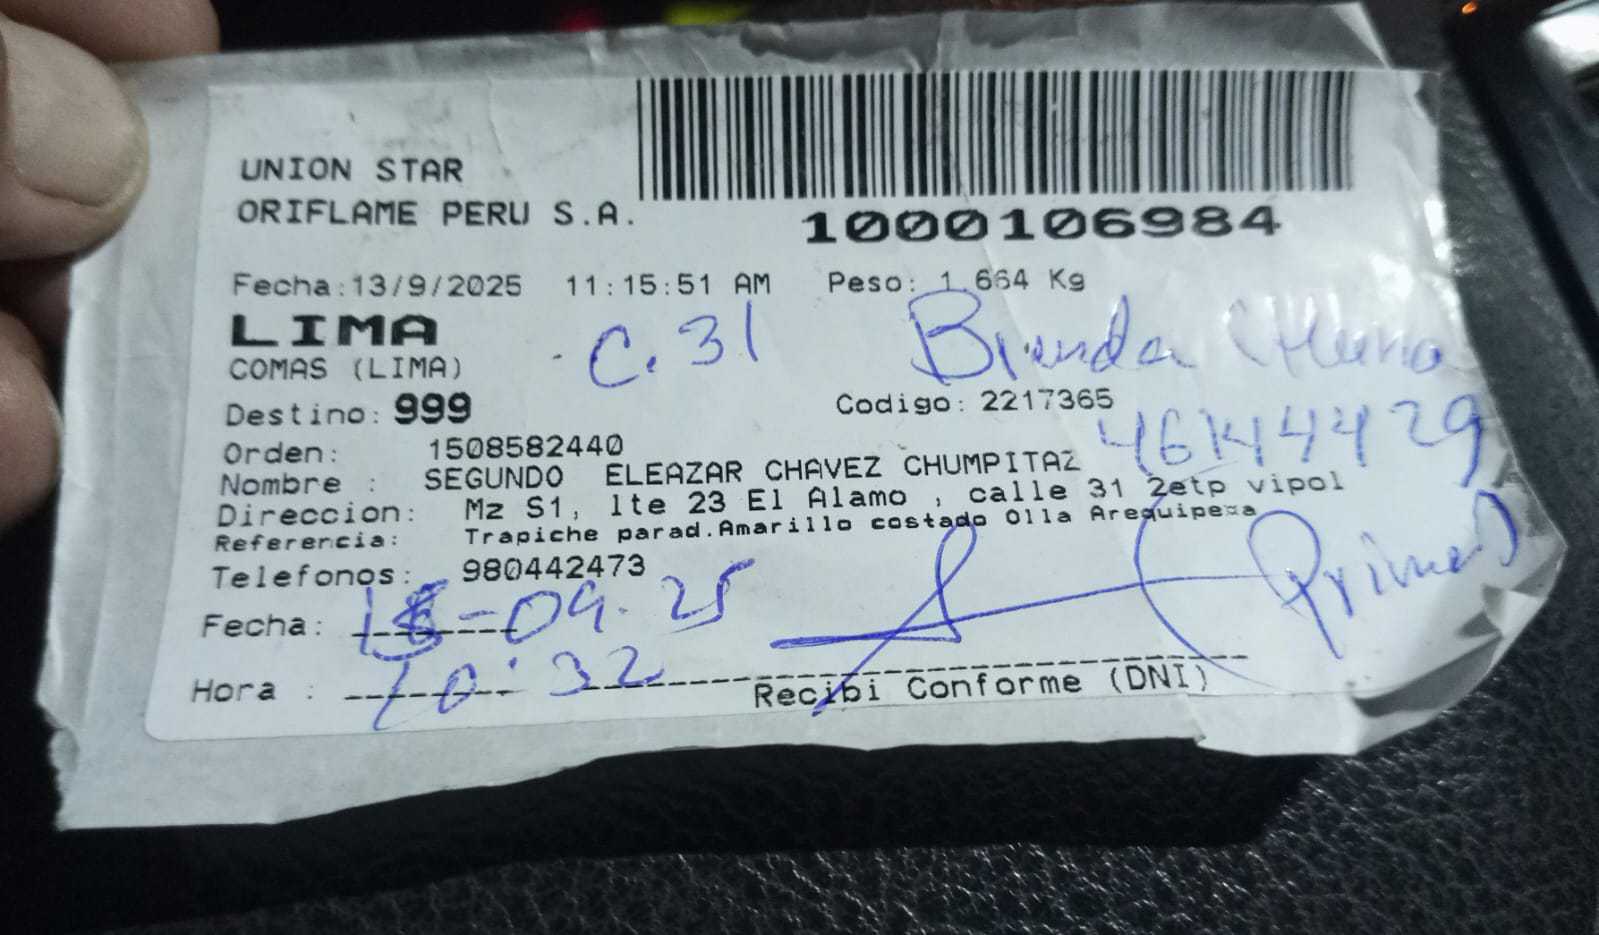 UNION STAR
ORIFLAME PERU S.A.
1000106984
Fecha:13/9/2025 11:15:51 AM Peso: 1.664 Kg
LIMA
C. 31 Brenda
COMAS (LIMA)
Destino: 999 Codigo: 2217365
Orden: 1508582440
Nombre : SEGUNDO ELEAZAR CHAVEZ CHUMPITAZ
Direccion: Mz S1, lte 23 El Alamo , calle 31 2etp vipol
Referencia: Trapiche parad.Amarillo costado Olla Arequipeña
Telefonos: 980442473
Fecha: -09.25
Hora : 10:32
Recibi Conforme (DNI)